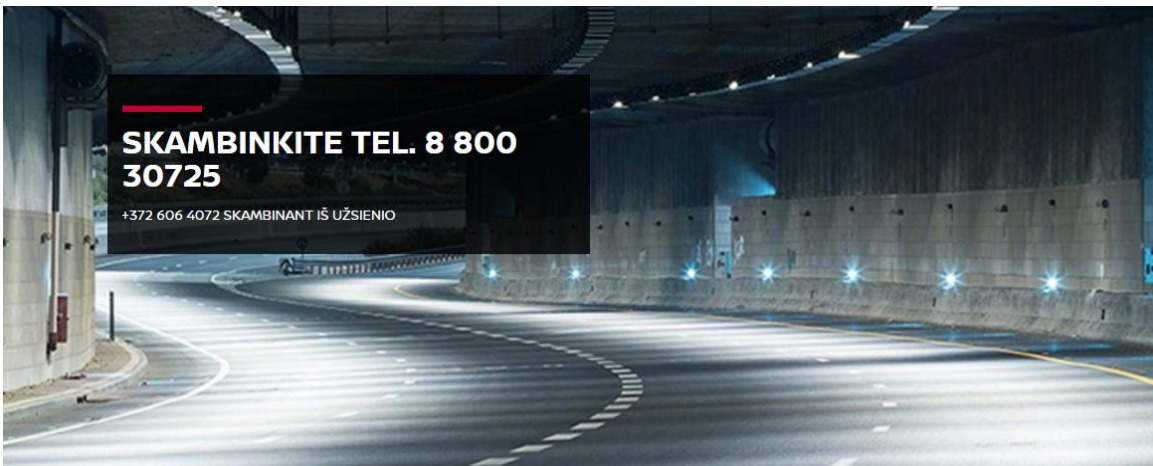 SKAMBINKITE TEL. 8 800
30725
+372 606 4072 SKAMBINANT IŠ UŽSIENIO